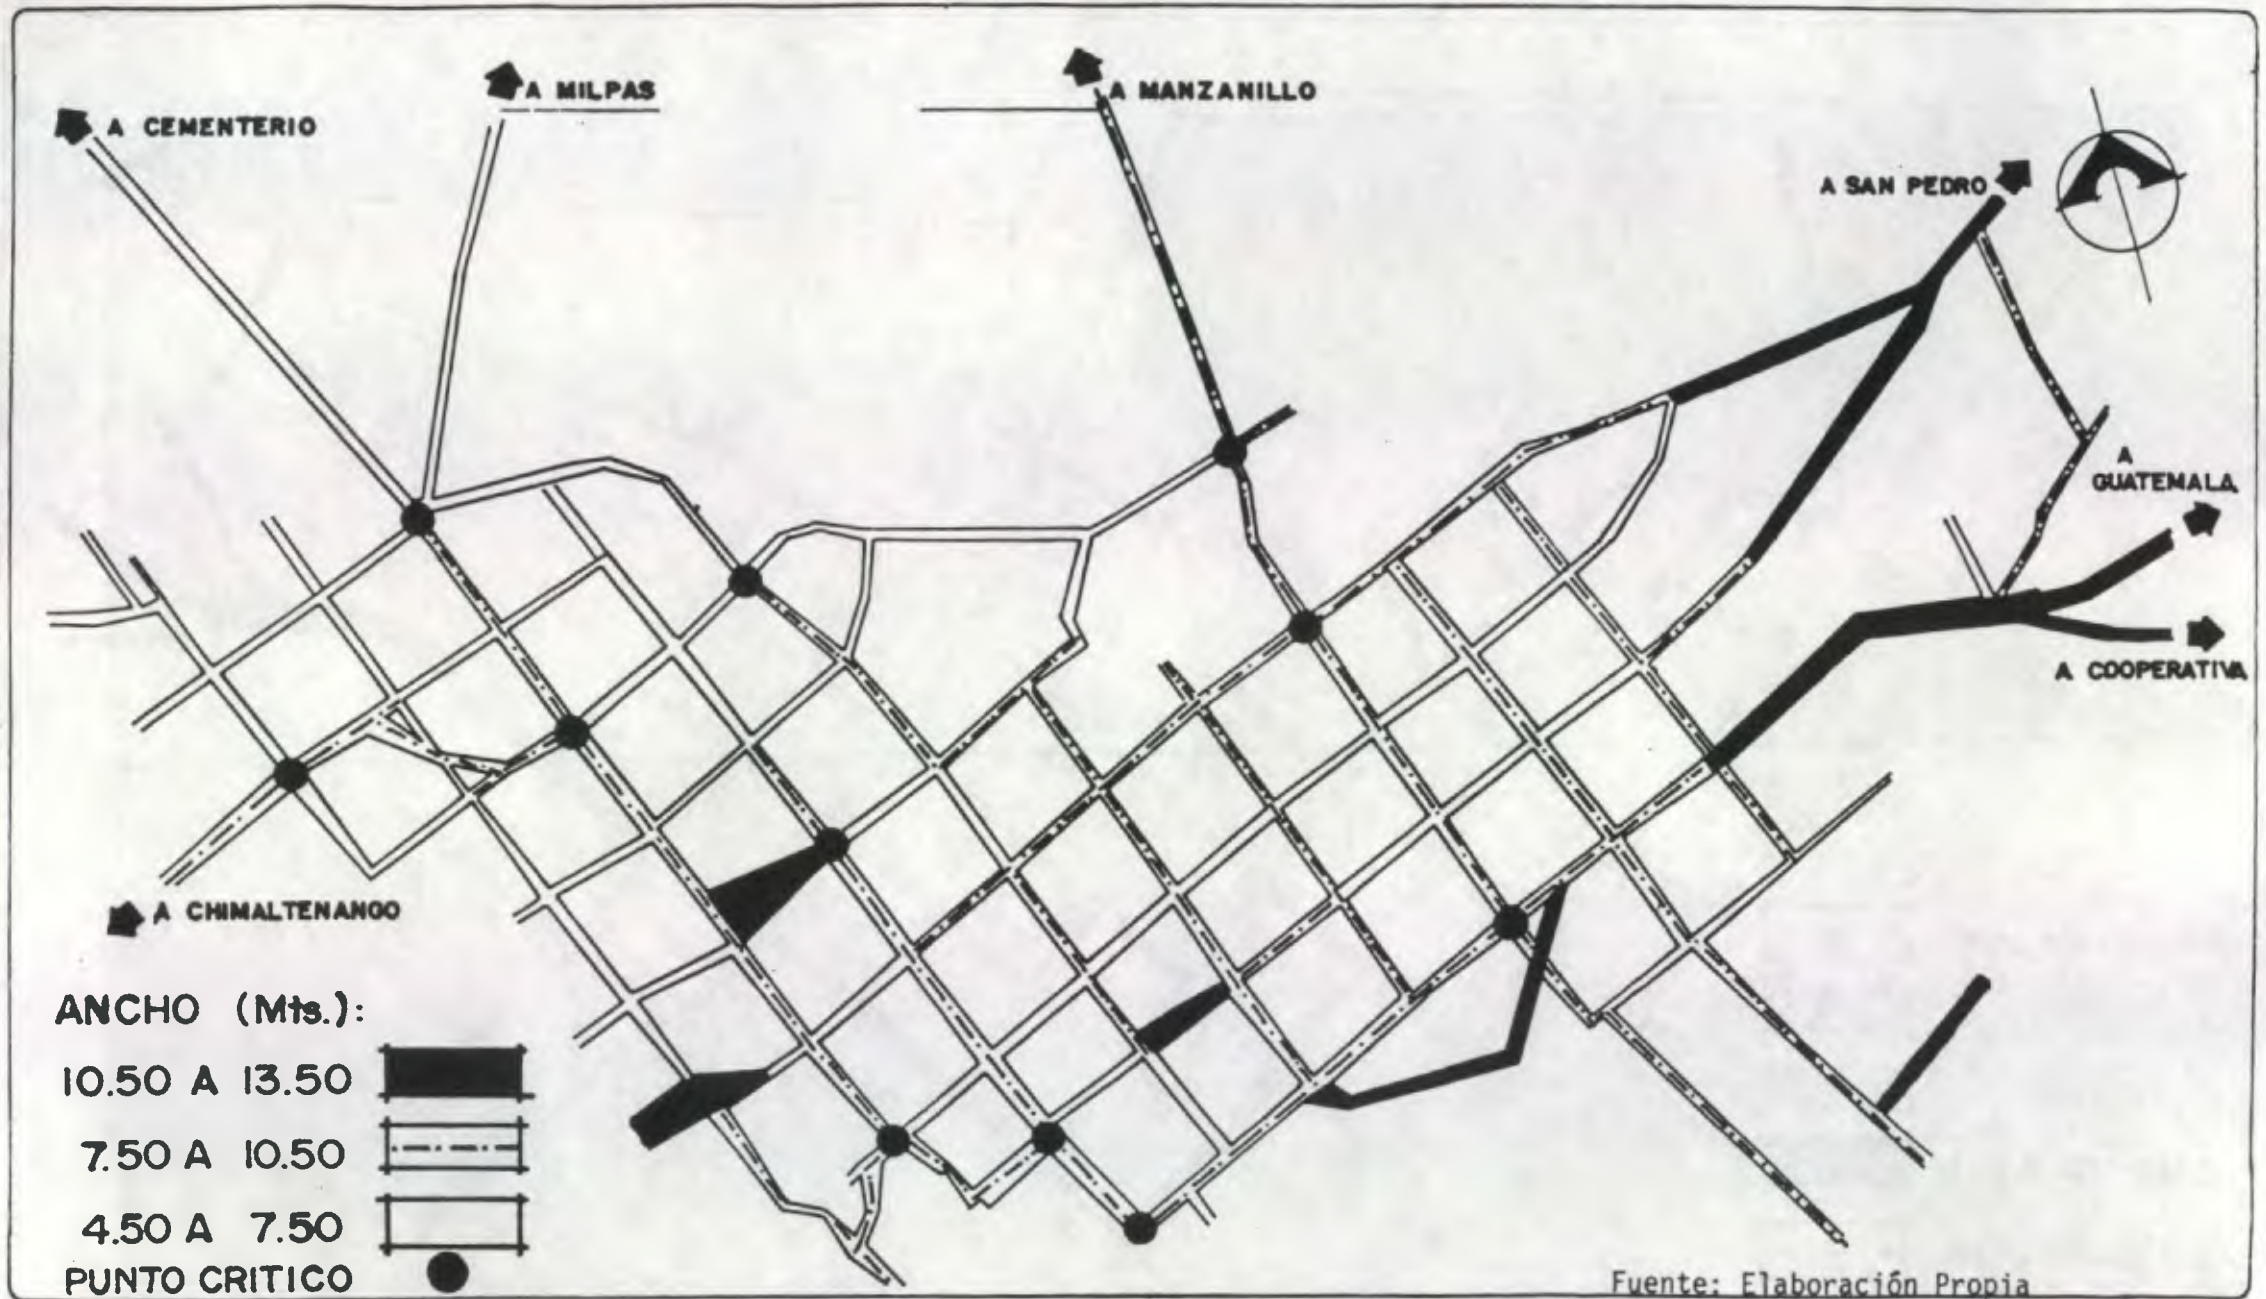 A CEMENTERIO
A MILPAS
A MANZANILLO
A SAN PEDRO
A
GUATEMALA
A COOPERATIVA
A CHIMALTENANGO
ANCHO (Mts.):
10.50 A 13.50
7.50 A 10.50
4.50 A 7.50
PUNTO CRITICO
Fuente: Elaboración Propia